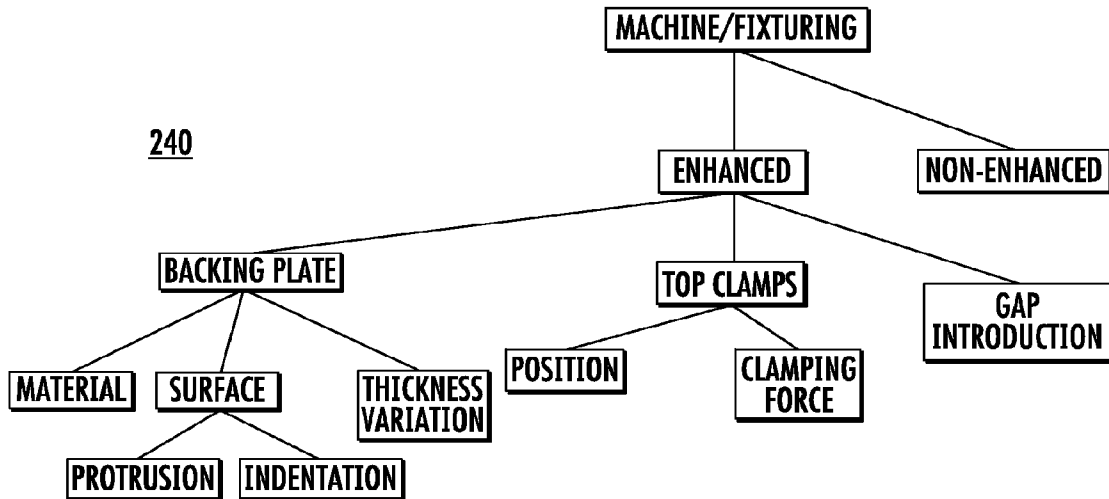 MACHINE/FIXTURING
240
ENHANCED
NON-ENHANCED
BACKING PLATE
TOP CLAMPS
GAP
INTRODUCTION
MATERIAL
SURFACE
THICKNESS
VARIATION
POSITION
CLAMPING
FORCE
PROTRUSION
INDENTATION